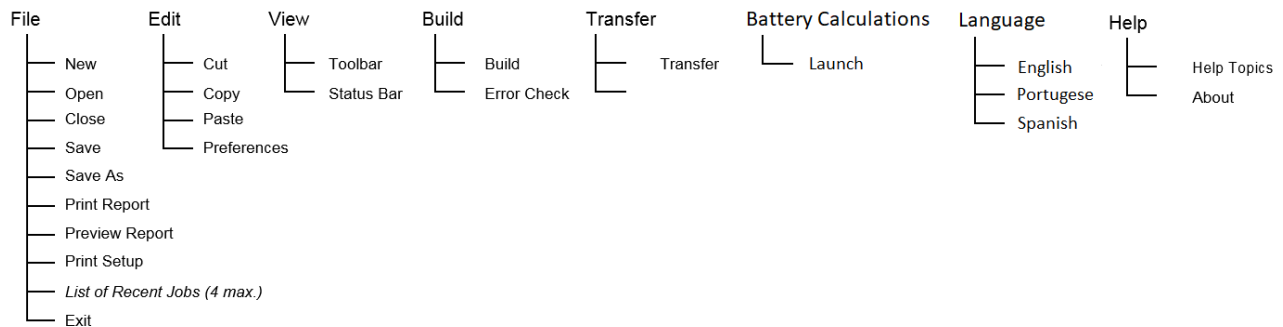 File
New
Open
Close
Save
Save As
Print Report
Preview Report
Print Setup
List of Recent Jobs (4 max.)
Exit
Edit
Cut
Copy
Paste
Preferences
View
Toolbar
Status Bar
Build
Build
Error Check
Transfer
Transfer
Battery Calculations
Launch
Language
English
Portugese
Spanish
Help
Help Topics
About